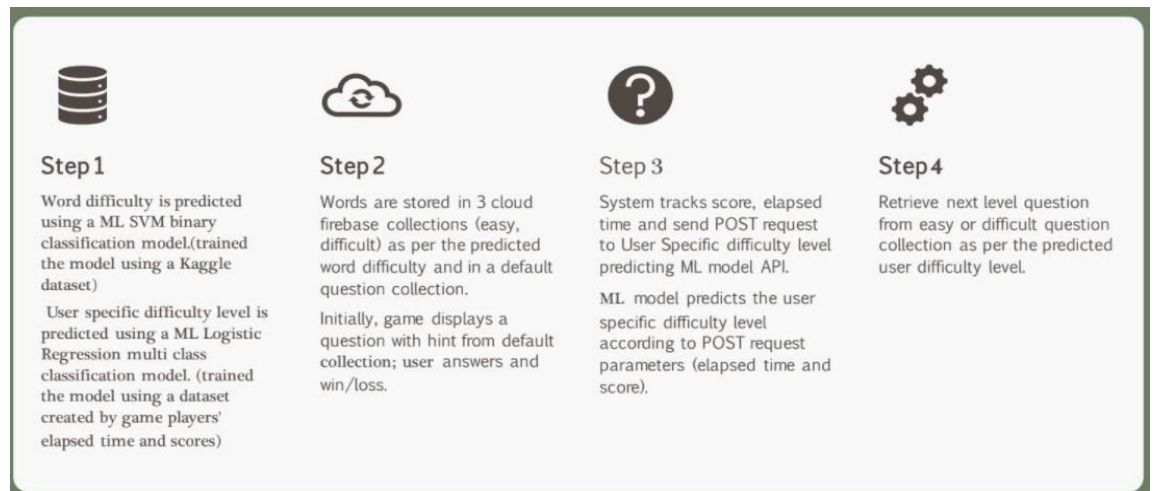 Step 1
Word difficulty is predicted
using a ML SVM binary
classification model.(trained
the model using a Kaggle
dataset)
User specific difficulty level is
predicted using a ML Logistic
Regression multi class
classification model. (trained
the model using a dataset
created by game players'
elapsed time and scores)
Step 2
Words are stored in 3 cloud
firebase collections (easy,
difficult) as per the predicted
word difficulty and in a default
question collection.
Initially, game displays a
question with hint from default
collection; user answers and
win/loss.
Step 3
System tracks score, elapsed
time and send POST request
to User Specific difficulty level
predicting ML model API.
ML model predicts the user
specific difficulty level
according to POST request
parameters (elapsed time and
score).
Step 4
Retrieve next level question
from easy or difficult question
collection as per the predicted
user difficulty level.